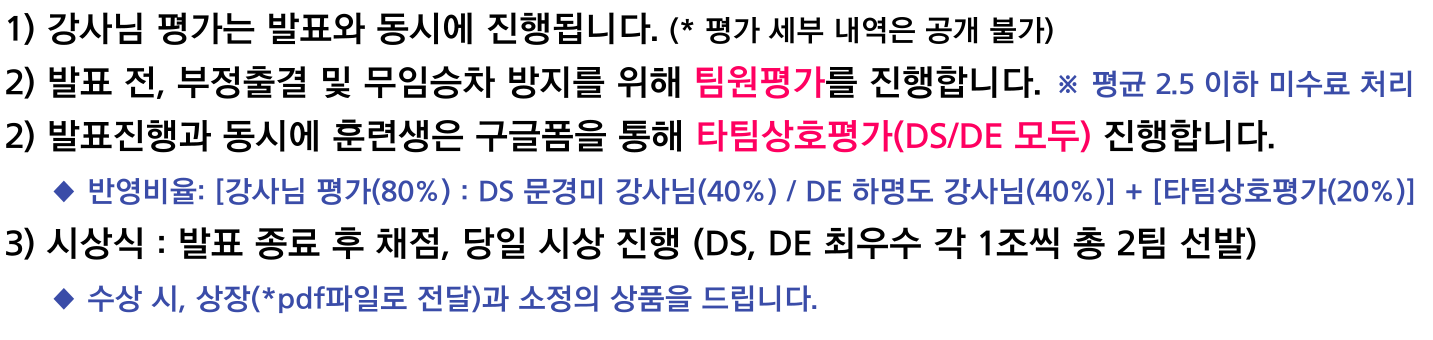 1) 강사님 평가는 발표와 동시에 진행됩니다. (* 평가 세부 내역은 공개 불가)
2) 발표 전, 부정출결 및 무임승차 방지를 위해 팀원평가를 진행합니다. ※ 평균 2.5 이하 미수료 처리
2) 발표진행과 동시에 훈련생은 구글폼을 통해 타팀상호평가(DS/DE 모두) 진행합니다.
◆ 반영비율: [강사님 평가(80%) : DS 문경미 강사님(40%) / DE 하명도 강사님(40%)] + [타팀상호평가(20%)]
3) 시상식 : 발표 종료 후 채점, 당일 시상 진행 (DS, DE 최우수 각 1조씩 총 2팀 선발)
◆ 수상 시, 상장(*pdf파일로 전달)과 소정의 상품을 드립니다.